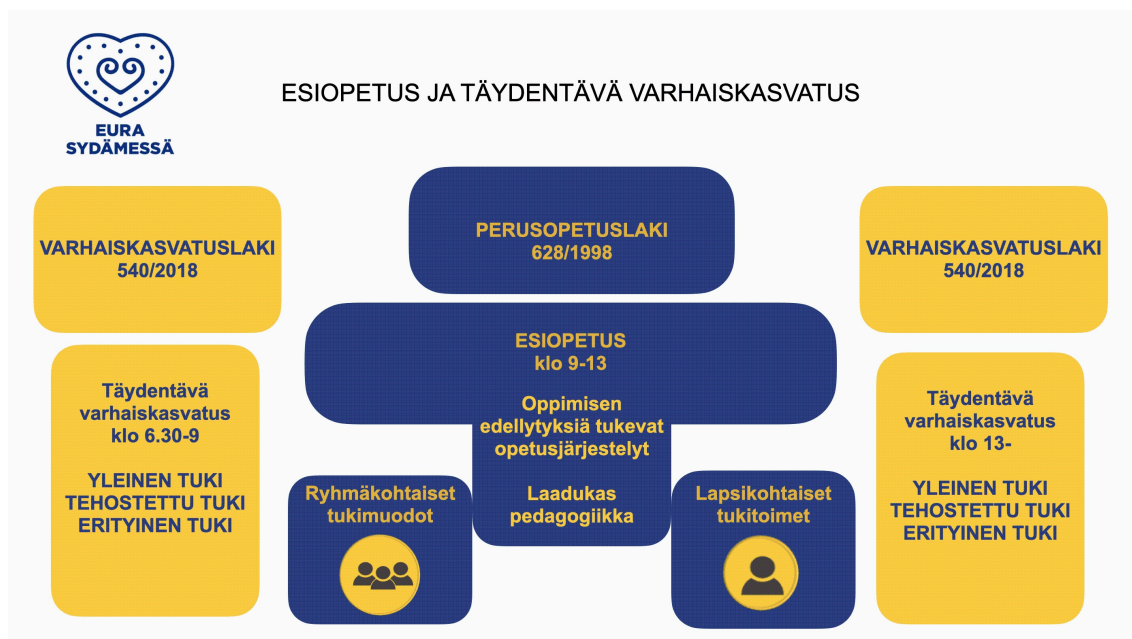 EURA
SYDÄMESSÄ
ESIOPETUS JA TÄYDENTÄVÄ VARHAISKASVATUS
VARHAISKASVATUSLAKI
540/2018
Täydentävä
varhaiskasvatus
klo 6.30-9
YLEINEN TUKI
TEHOSTETTU TUKI
ERITYINEN TUKI
PERUSOPETUSLAKI
628/1998
ESIOPETUS
klo 9-13
Oppimisen
edellytyksiä tukevat
opetusjärjestelyt
Laadukas
pedagogiikka
Ryhmäkohtaiset
tukimuodot
Lapsikohtaiset
tukitoimet
VARHAISKASVATUSLAKI
540/2018
Täydentävä
varhaiskasvatus
klo 13-
YLEINEN TUKI
TEHOSTETTU TUKI
ERITYINEN TUKI